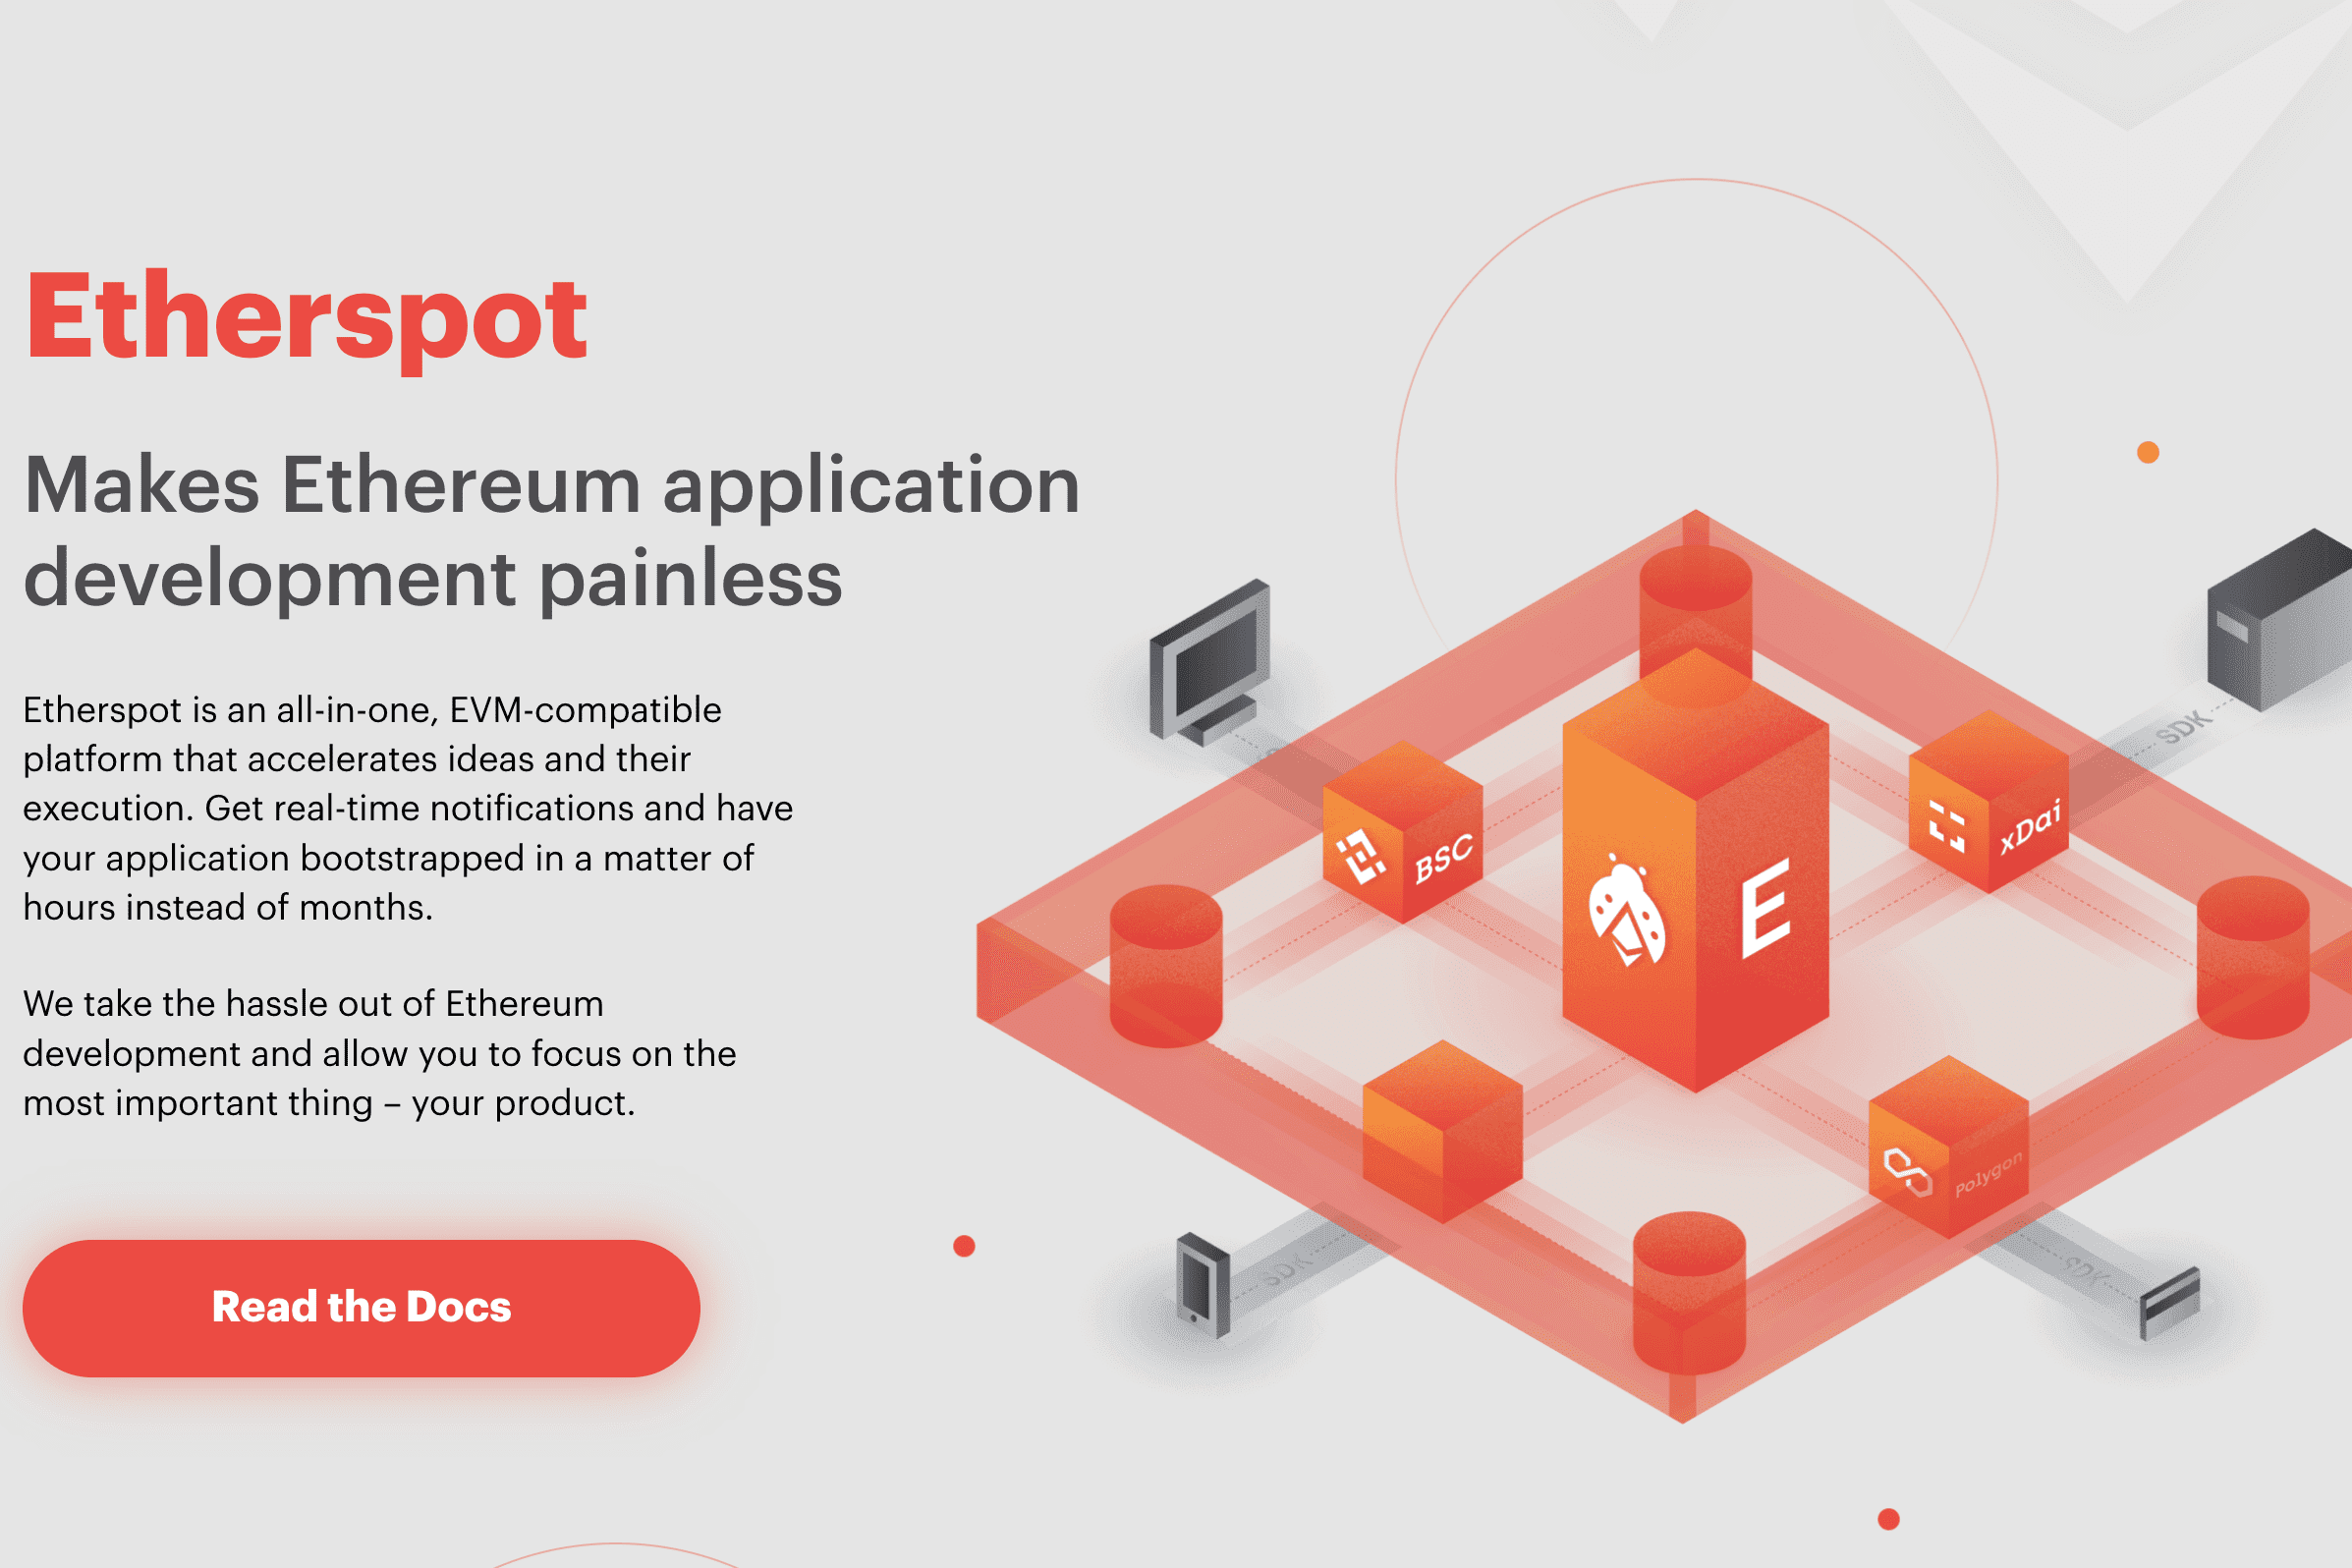 Etherspot
Makes Ethereum application
development painless
Etherspot is an all-in-one, EVM-compatible
platform that accelerates ideas and their
execution. Get real-time notifications and have
your application bootstrapped in a matter of
hours instead of months.
We take the hassle out of Ethereum
development and allow you to focus on the
most important thing – your product.
Read the Docs
SDK
BSC
xDai
E
Polygon
SDK
SDK